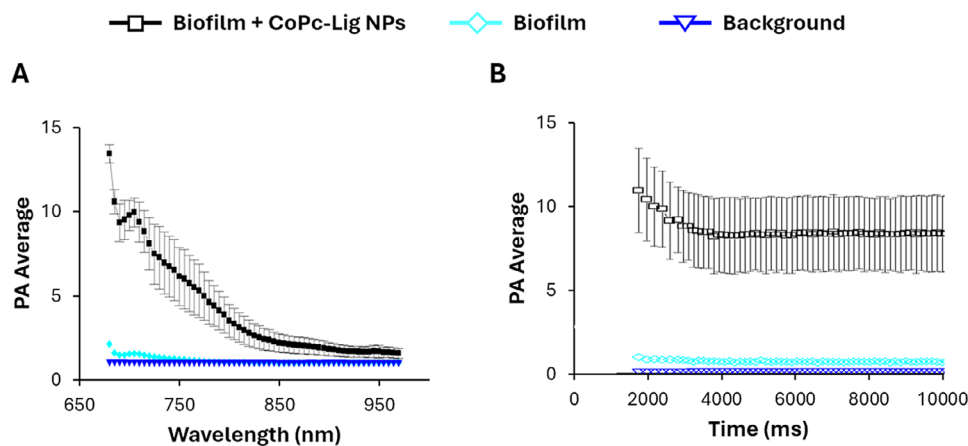 Biofilm + CoPc-Lig NPs Biofilm Background
A
15
10
5
0
PA Average
650 750 850 950
Wavelength (nm)
B
15
10
5
0
PA Average
0 2000 4000 6000 8000 10000
Time (ms)